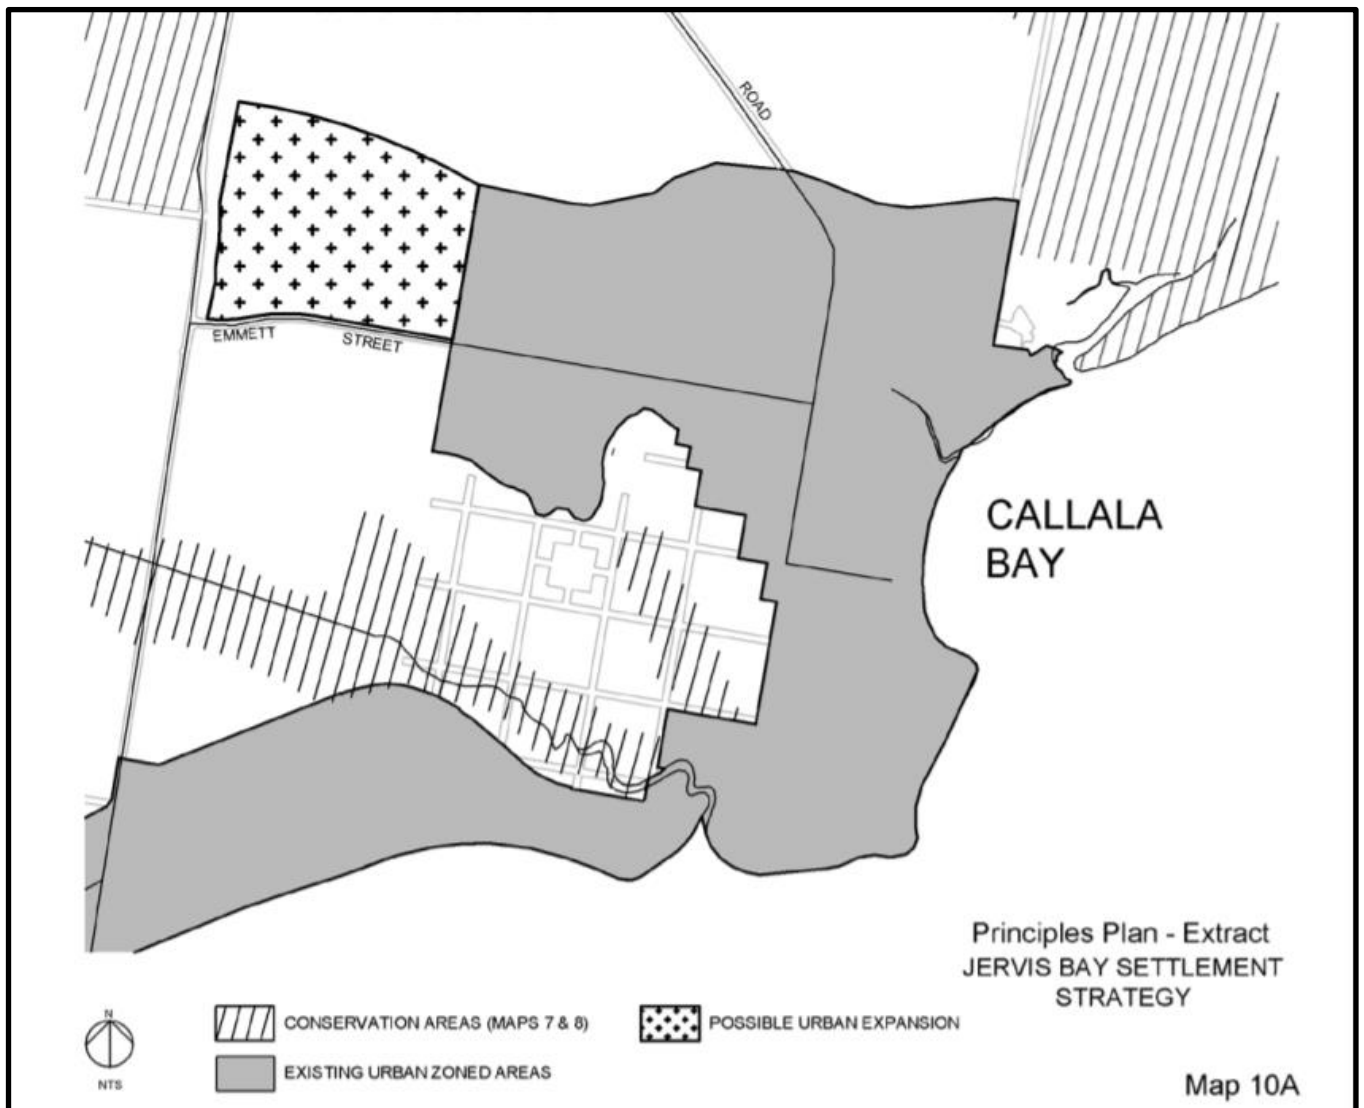 ROAD
EMMETT STREET
CALLALA
BAY
Principles Plan - Extract
JERVIS BAY SETTLEMENT
STRATEGY
N
NTS
CONSERVATION AREAS (MAPS 7 & 8)
POSSIBLE URBAN EXPANSION
EXISTING URBAN ZONED AREAS
Map 10A